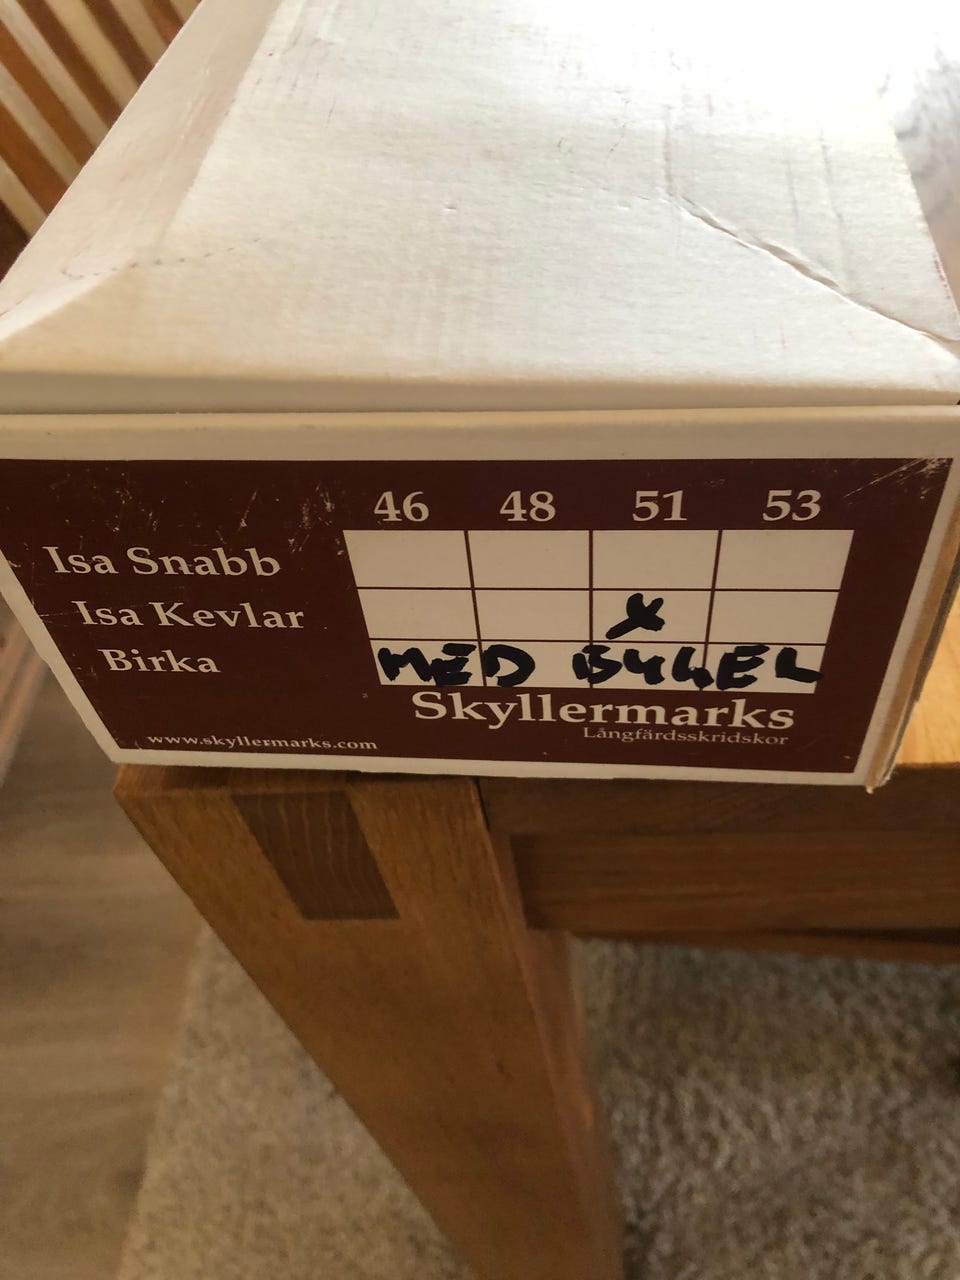 46 48 51 53
Isa Snabb
Isa Kevlar x
Birka MED BYGEL
Skyllermarks
Långfärdsskridskor
www.skyllermarks.com